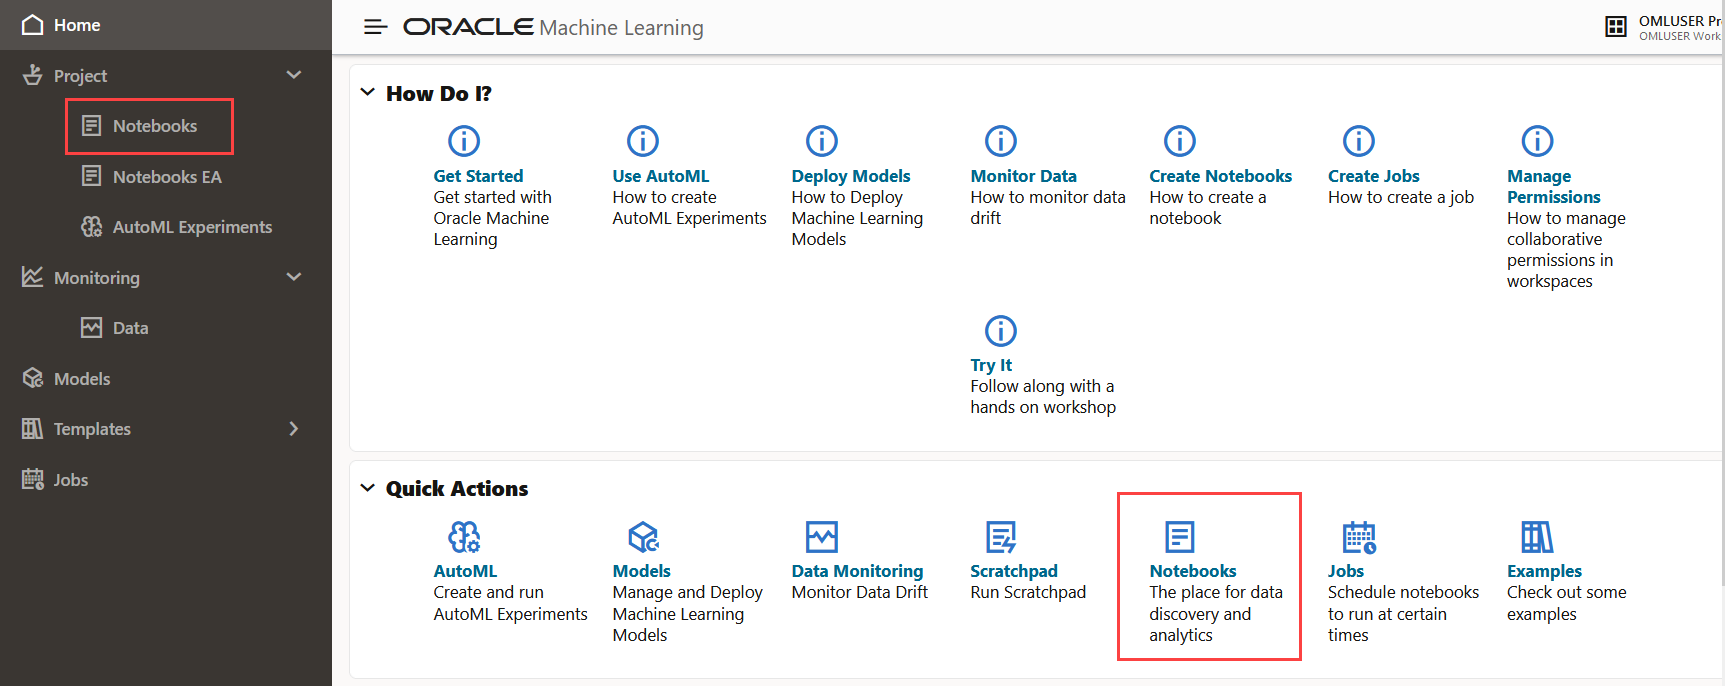 Home
Project
Notebooks
Notebooks EA
AutoML Experiments
Monitoring
Data
Models
Templates
Jobs
ORACLE Machine Learning
OMLUSER Pr
OMLUSER Work
How Do I?
Get Started
Get started with
Oracle Machine
Learning
Use AutoML
How to create
AutoML Experiments
Deploy Models
How to Deploy
Machine Learning
Models
Monitor Data
How to monitor data
drift
Create Notebooks
How to create a
notebook
Create Jobs
How to create a job
Manage
Permissions
How to manage
collaborative
permissions in
workspaces
Try It
Follow along with a
hands on workshop
Quick Actions
AutoML
Create and run
AutoML Experiments
Models
Manage and Deploy
Machine Learning
Models
Data Monitoring
Monitor Data Drift
Scratchpad
Run Scratchpad
Notebooks
The place for data
discovery and
analytics
Jobs
Schedule notebooks
to run at certain
times
Examples
Check out some
examples